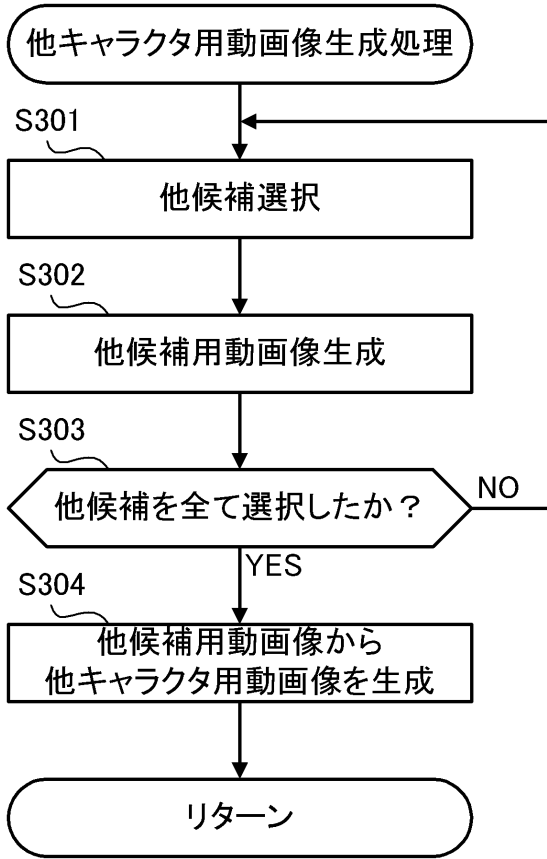 他キャラクタ用動画像生成処理
S301
他候補選択
S302
他候補用動画像生成
S303
他候補を全て選択したか？
NO
YES
S304
他候補用動画像から
他キャラクタ用動画像を生成
リターン